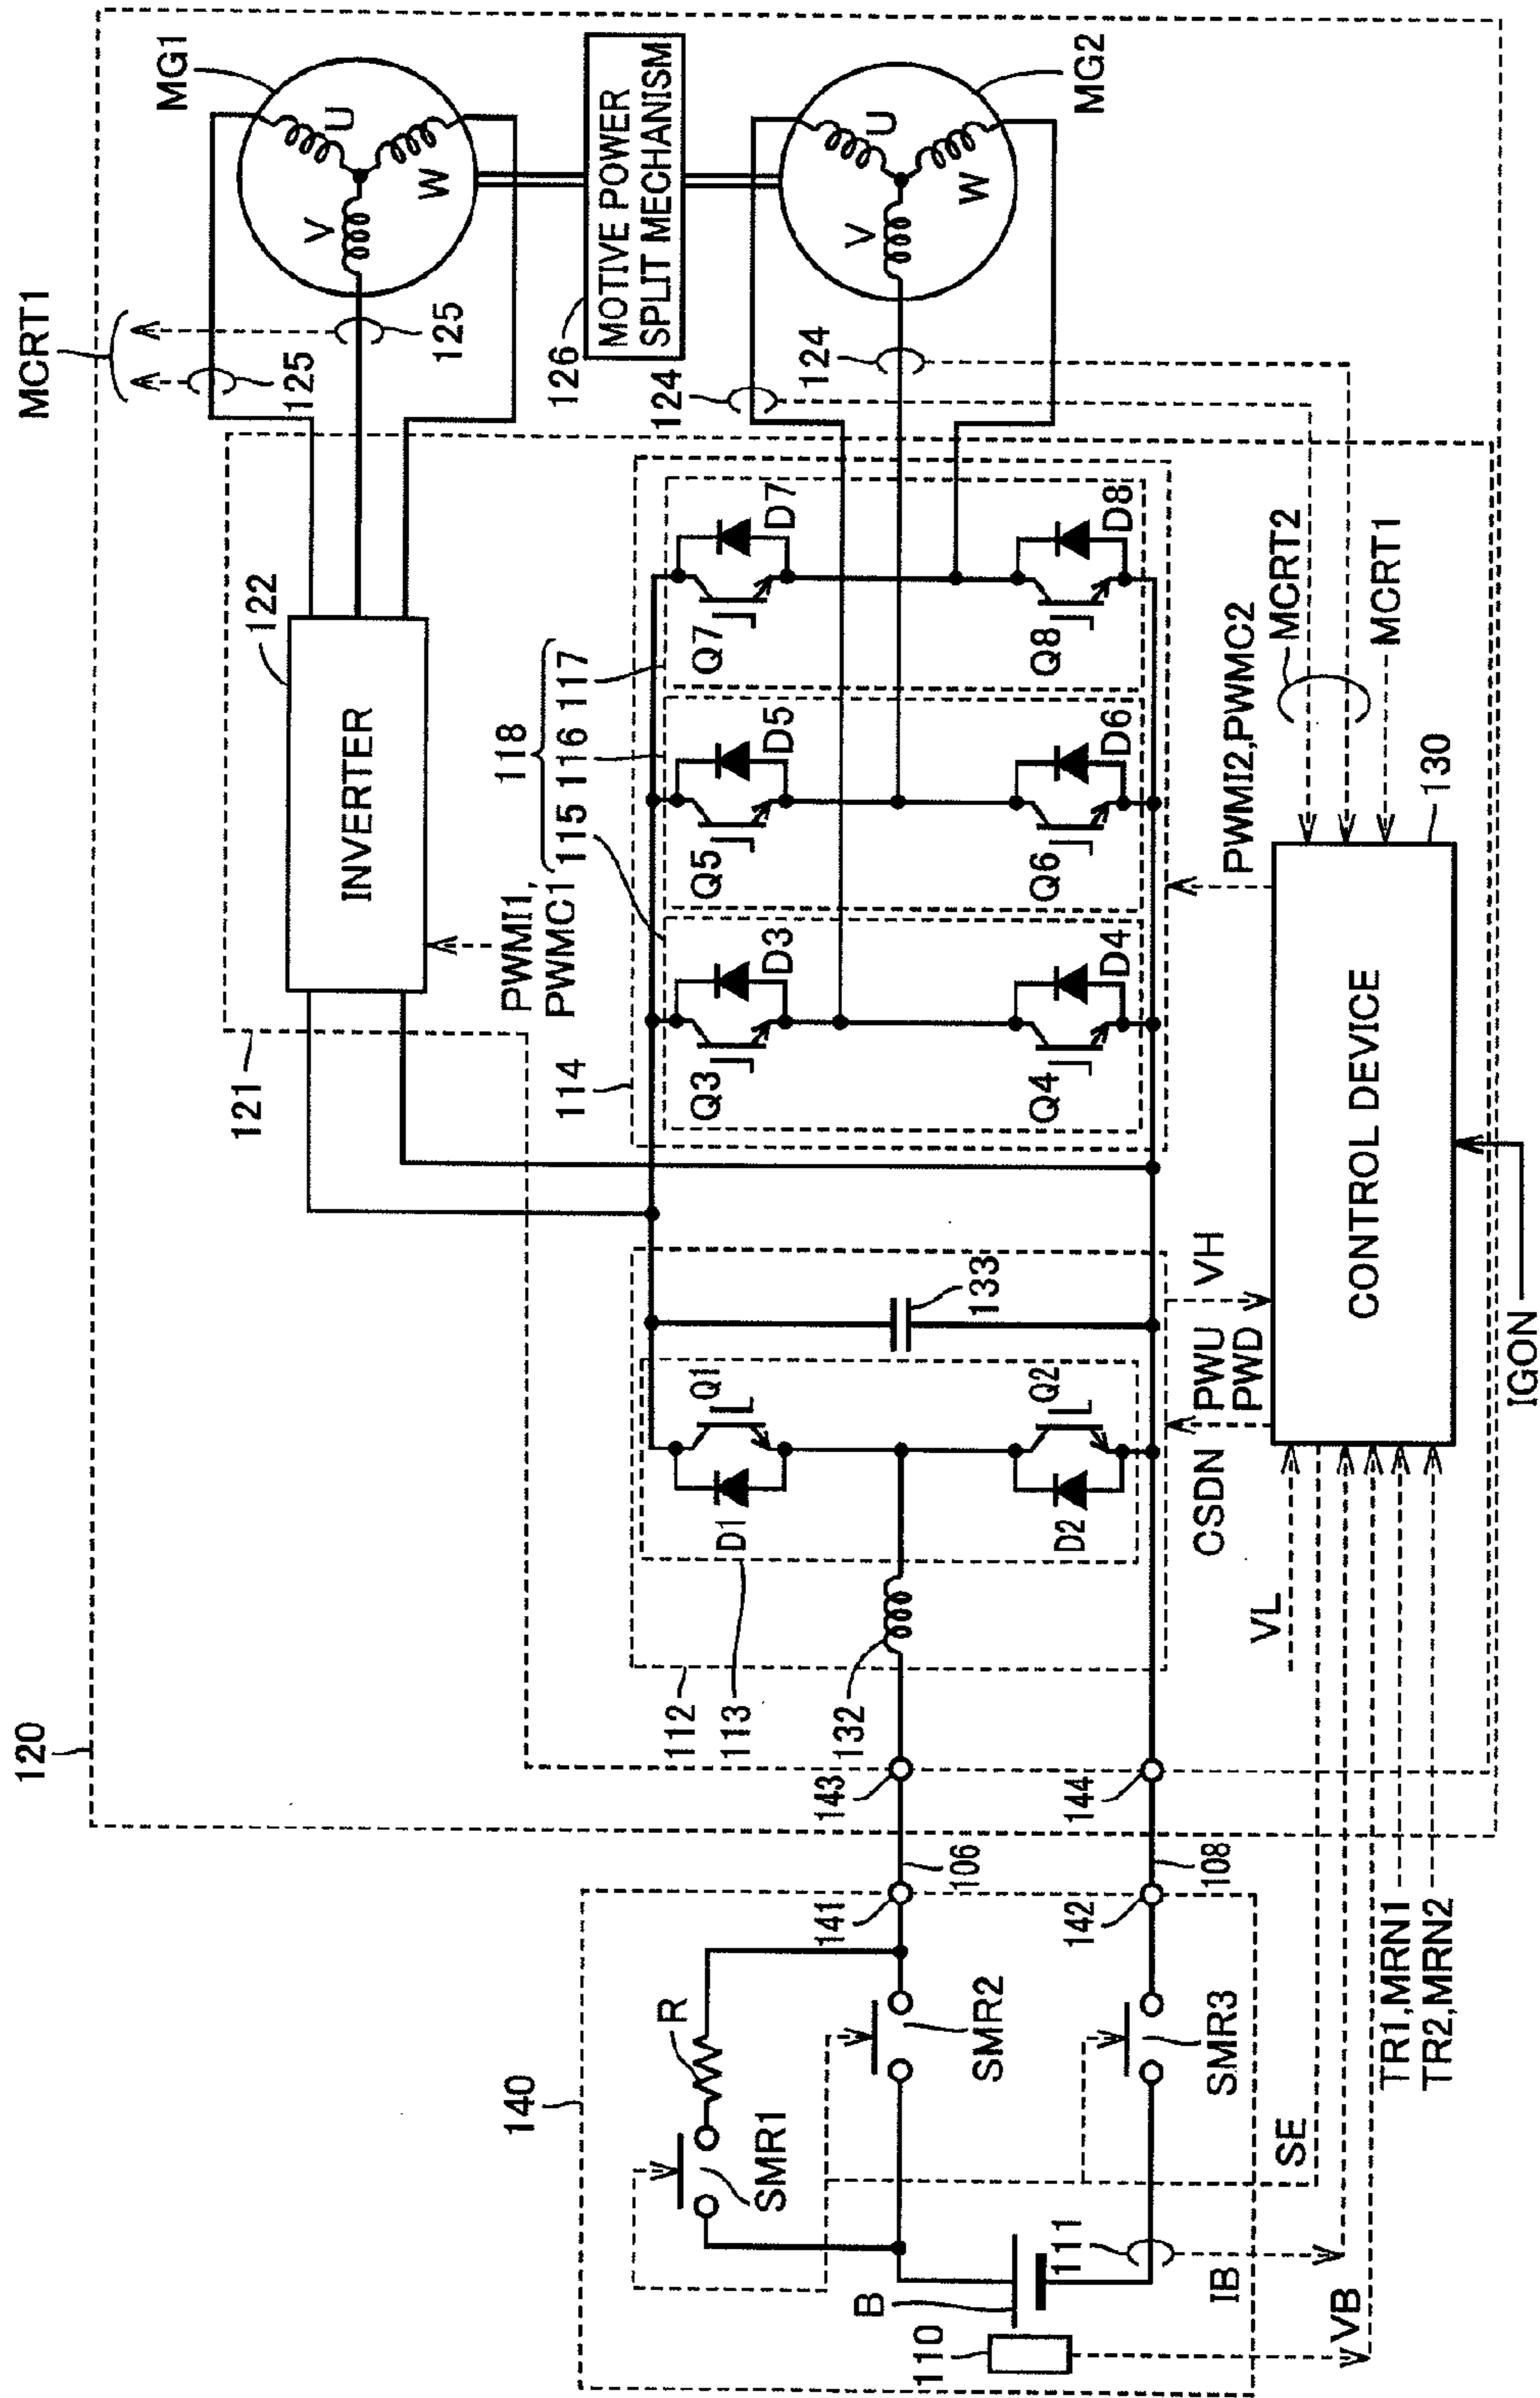 120
MCRT1
MG1
U
V
W
125
125
121
122
INVERTER
PWMI1,
PWMC1
126
MOTIVE POWER
SPLIT MECHANISM
MG2
U
V
W
124
124
118
115 116 117
114
Q3
D3
Q5
D5
Q7
D7
Q4
D4
Q6
D6
Q8
D8
112
113
132
D1
Q1
D2
Q2
133
143
144
106
108
141
142
140
SMR1
R
SMR2
SMR3
B
110
111
IB
VB
SE
TR1,MRN1
TR2,MRN2
VL
CSDN
PWU
PWD
VH
PWMI2,PWMC2
MCRT2
MCRT1
130
CONTROL DEVICE
IGON